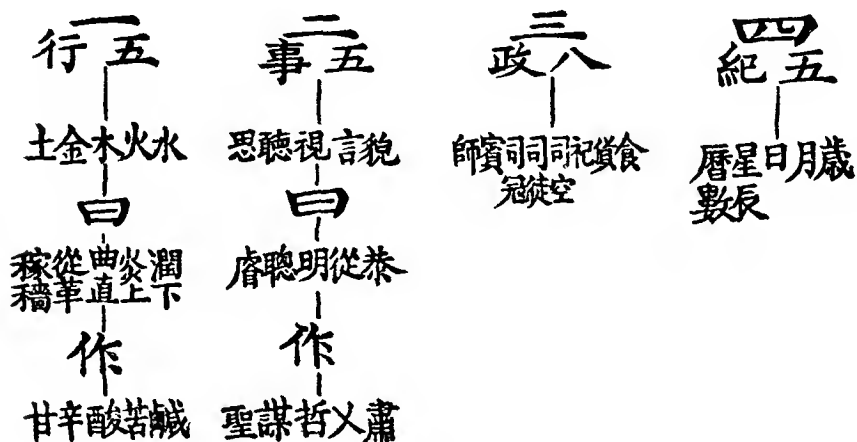 一
五行
水火木金土
曰
潤下炎上曲直從革稼穡
作
鹹苦酸辛甘
二
五事
貌言視聽思
曰
恭從明聰睿
作
肅乂哲謀聖
三
八政
食貨祀司空司徒司冦賓師
四
五紀
歳月日星辰暦數